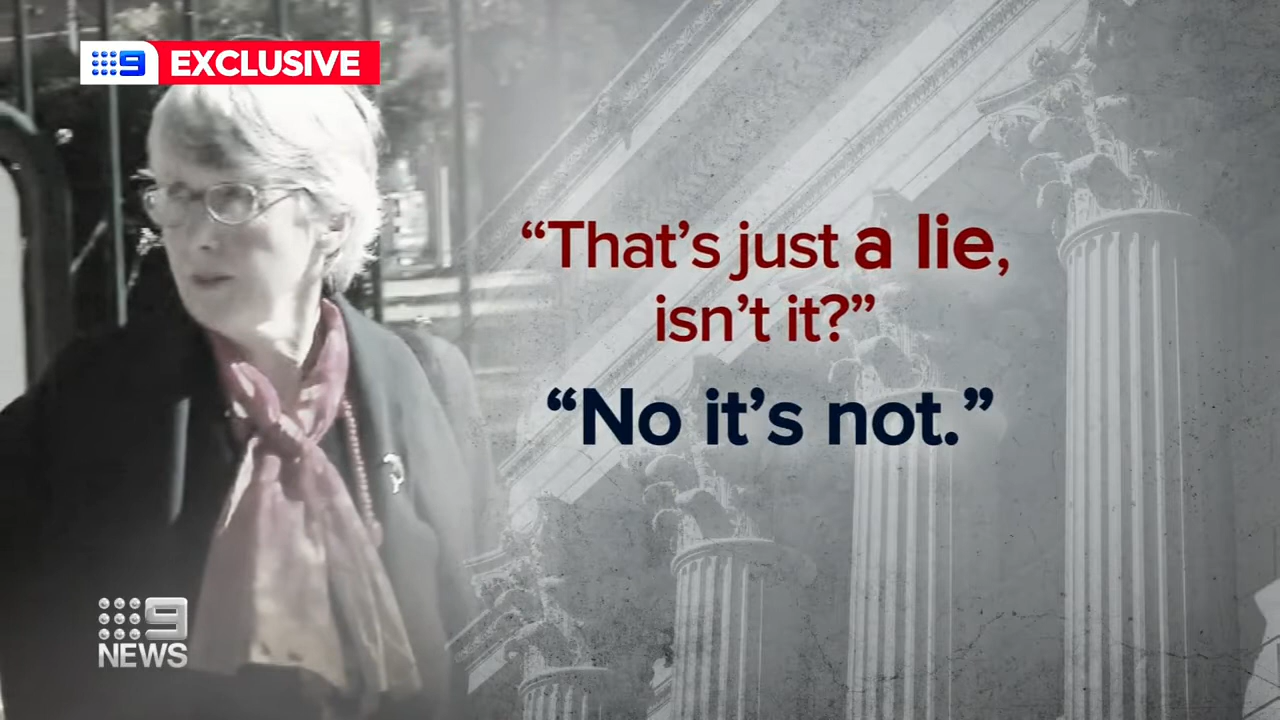 9 EXCLUSIVE
“That’s just a lie,
isn’t it?”
“No it’s not.”
9
NEWS